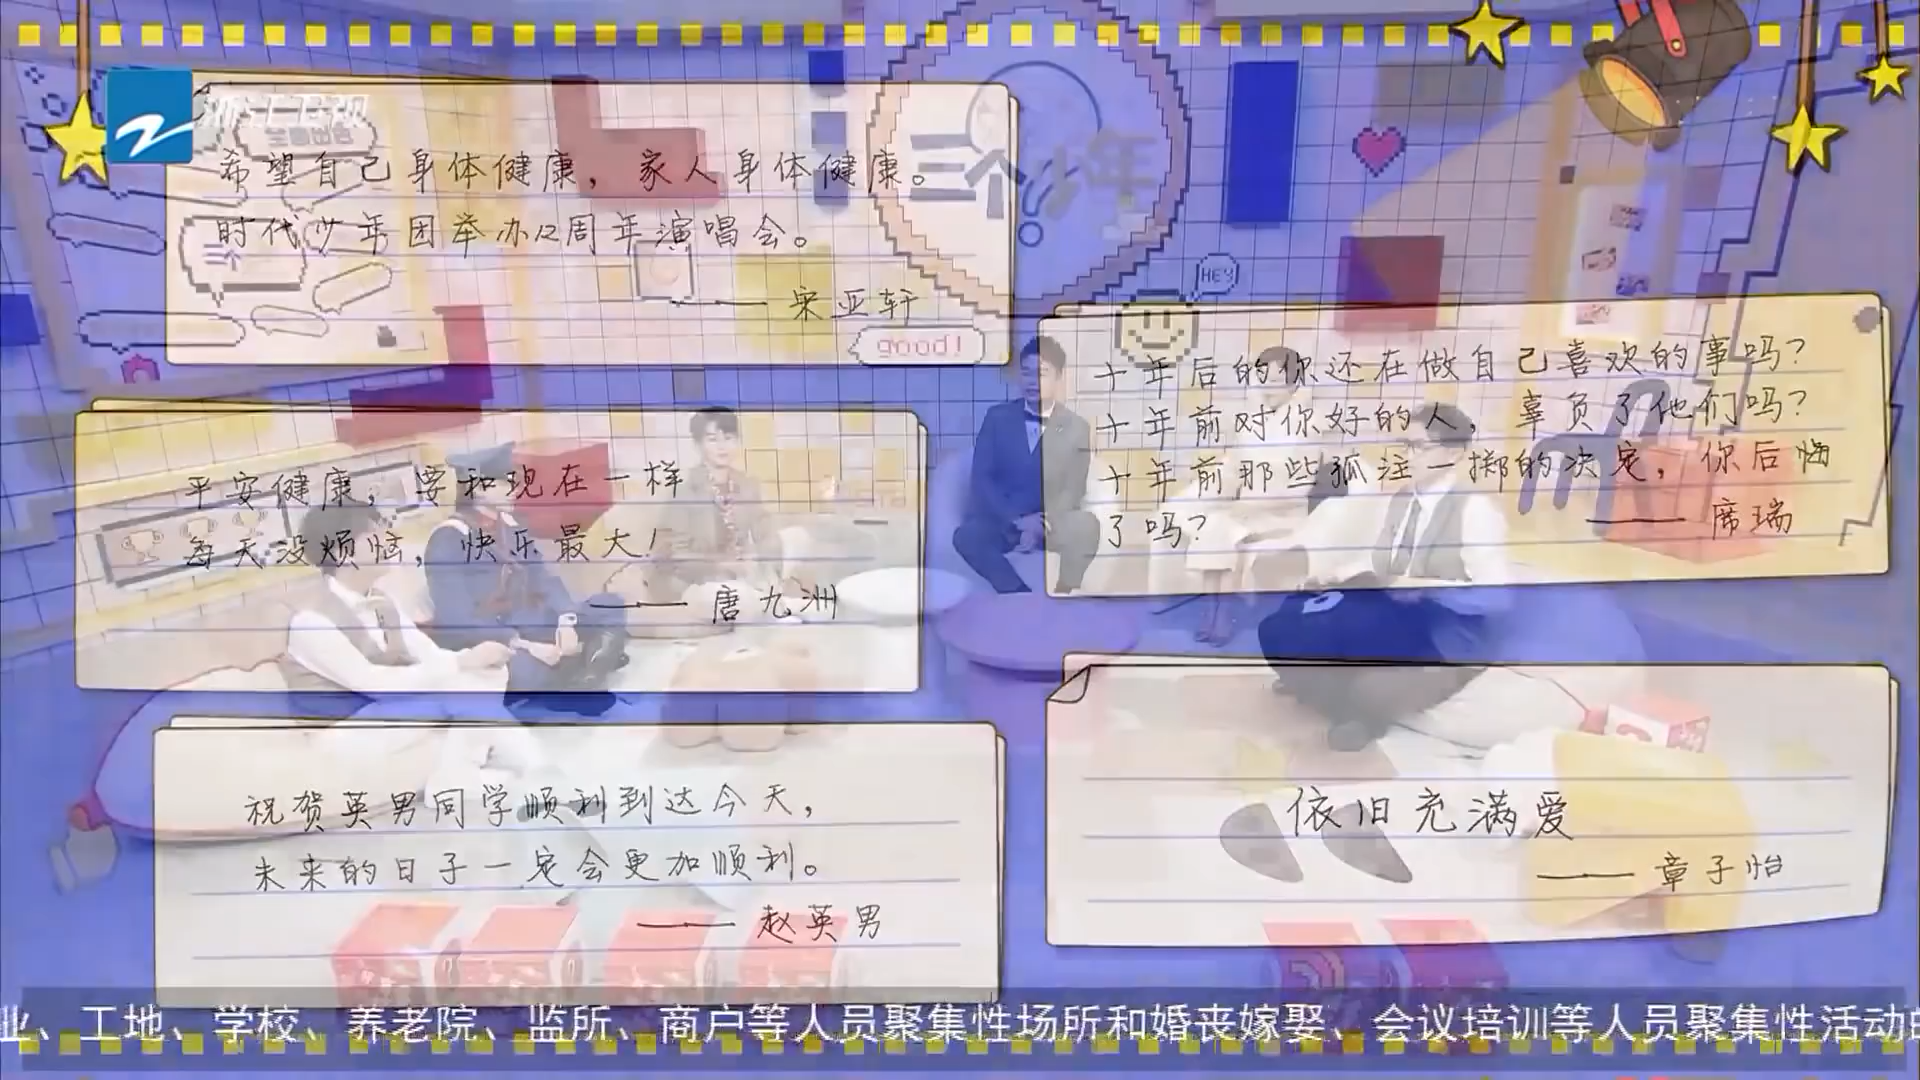 浙江卫视
三个少年
HEY
希望自己身体健康，家人身体健康。
时代少年团举办12周年演唱会。
——宋亚轩
good!
十年后的你还在做自己喜欢的事吗？
十年前对你好的人，辜负了他们吗？
十年前那些孤注一掷的决定，你后悔
了吗？
——席瑞
平安健康，要和现在一样
每天没烦恼，快乐最大！
——唐九洲
祝贺英男同学顺利到达今天，
未来的日子一定会更加顺利。
——赵英男
依旧充满爱
——章子怡
业、工地、学校、养老院、监所、商户等人员聚集性场所和婚丧嫁娶、会议培训等人员聚集性活动的